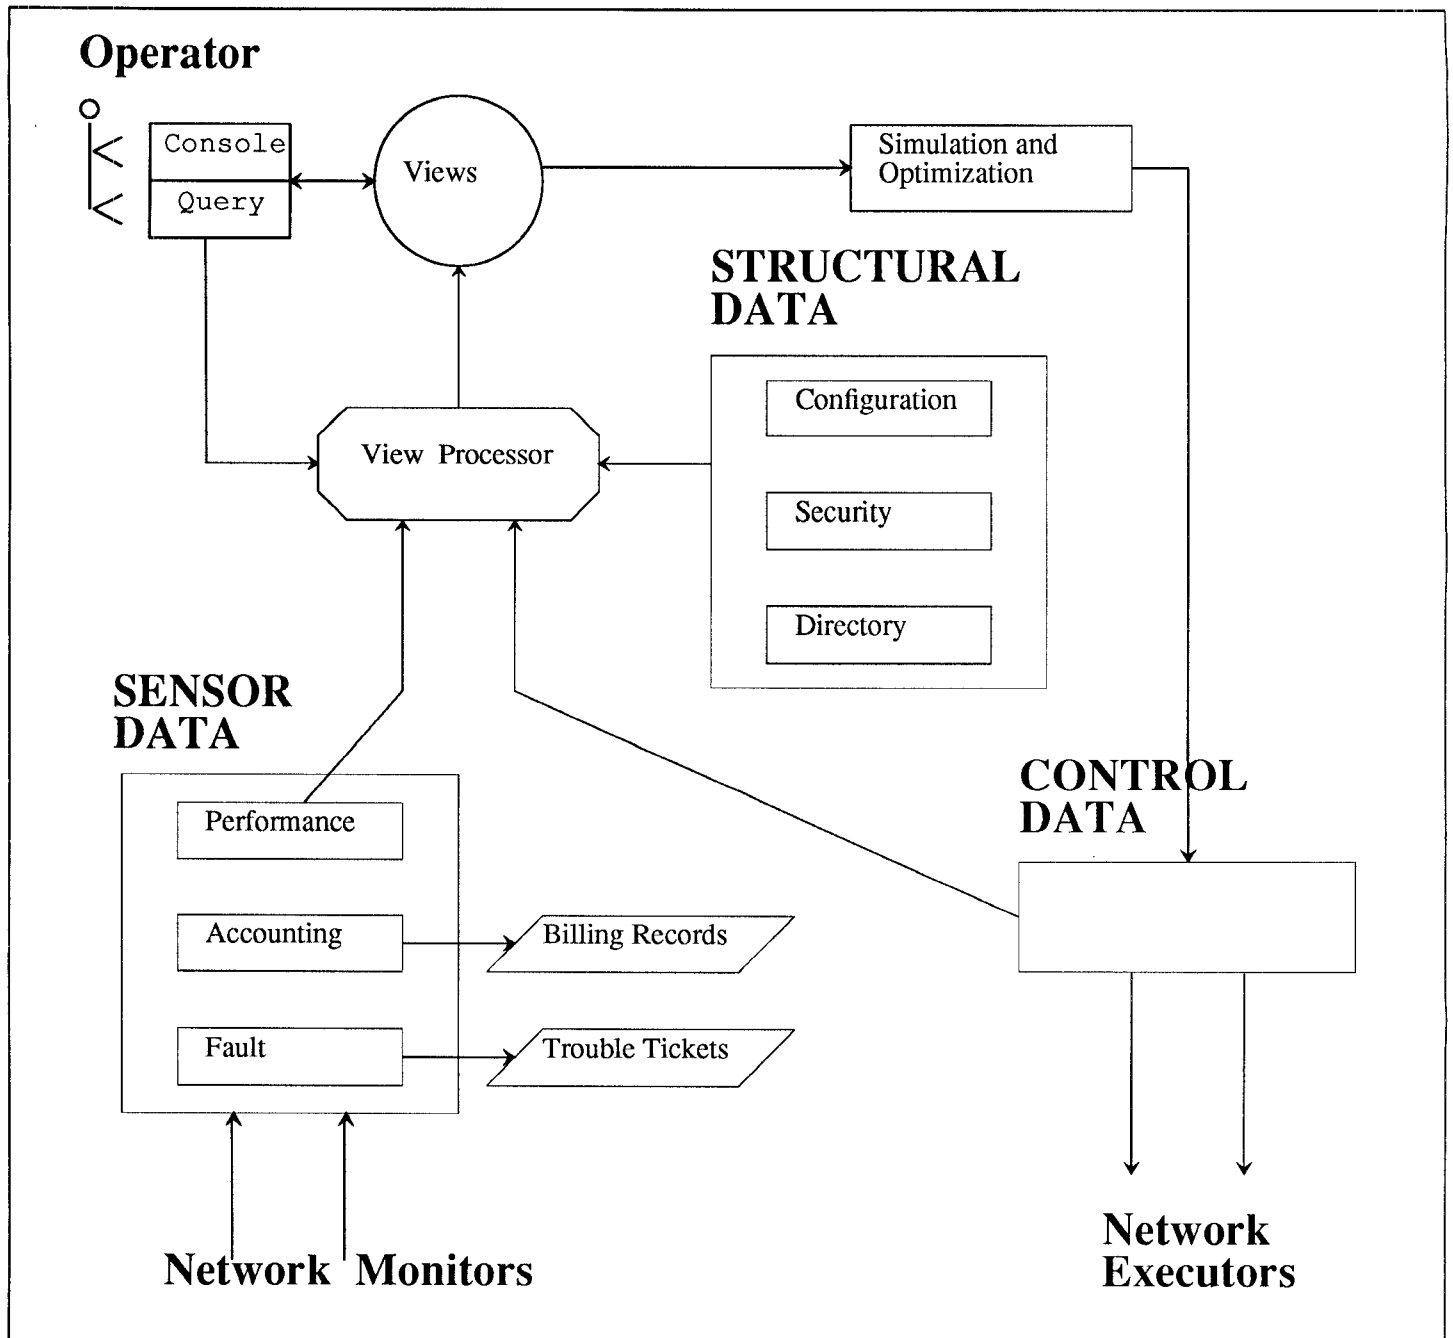 Operator
Console
Query
Views
Simulation and
Optimization
STRUCTURAL
DATA
Configuration
View Processor
Security
Directory
SENSOR
DATA
CONTROL
DATA
Performance
Accounting
Billing Records
Fault
Trouble Tickets
Network Monitors
Network
Executors